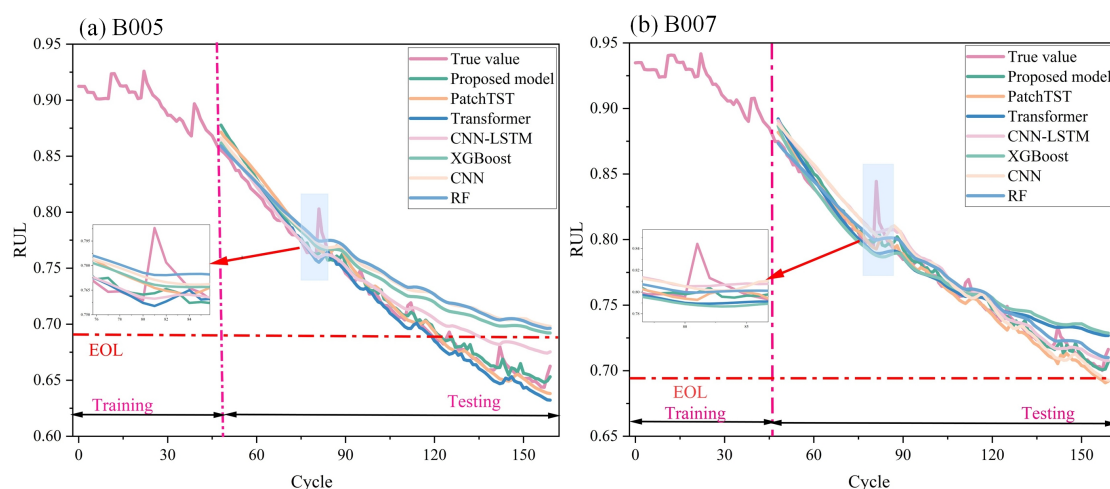 (a) B005
0.95
0.90
0.85
0.80
0.75
0.70
0.65
0.60
RUL
True value
Proposed model
PatchTST
Transformer
CNN-LSTM
XGBoost
CNN
RF
EOL
Training
Testing
0 30 60 90 120 150
Cycle
(b) B007
0.95
0.90
0.85
0.80
0.75
0.70
0.65
RUL
True value
Proposed model
PatchTST
Transformer
CNN-LSTM
XGBoost
CNN
RF
EOL
Training
Testing
0 30 60 90 120 150
Cycle